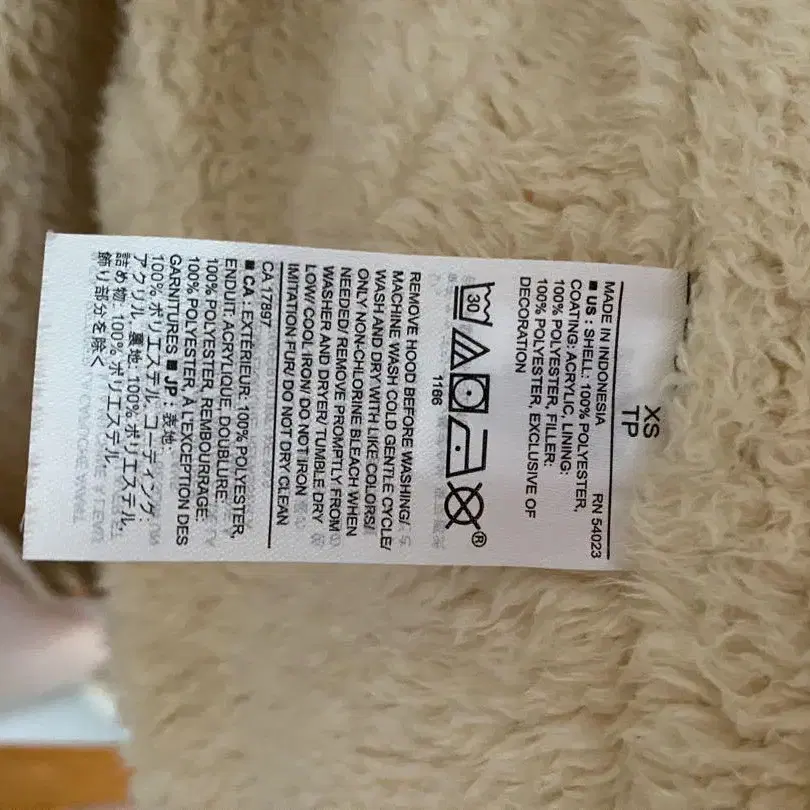 XS
TP
MADE IN INDONESIA RN 54023
■ US : SHELL: 100% POLYESTER,
COATING: ACRYLIC, LINING:
100% POLYESTER, FILLER:
100% POLYESTER, EXCLUSIVE OF
DECORATION
30
®
1166
REMOVE HOOD BEFORE WASHING/
MACHINE WASH COLD GENTLE CYCLE/
WASH AND DRY WITH LIKE COLORS/
ONLY NON-CHLORINE BLEACH WHEN
NEEDED/ REMOVE PROMPTLY FROM
WASHER AND DRYER/ TUMBLE DRY
LOW/ COOL IRON/ DO NOT IRON
IMITATION FUR/ DO NOT DRY CLEAN
CA 17897
■ CA : EXTÉRIEUR: 100% POLYESTER,
ENDUIT: ACRYLIQUE, DOUBLURE:
100% POLYESTER, REMBOURRAGE:
100% POLYESTER, À L'EXCEPTION DES
GARNITURES ■ JP : 表地:
100% ポリエステル, コーティング:
アクリル, 裏地: 100% ポリエステル,
詰め物: 100% ポリエステル,
飾り部分を除く